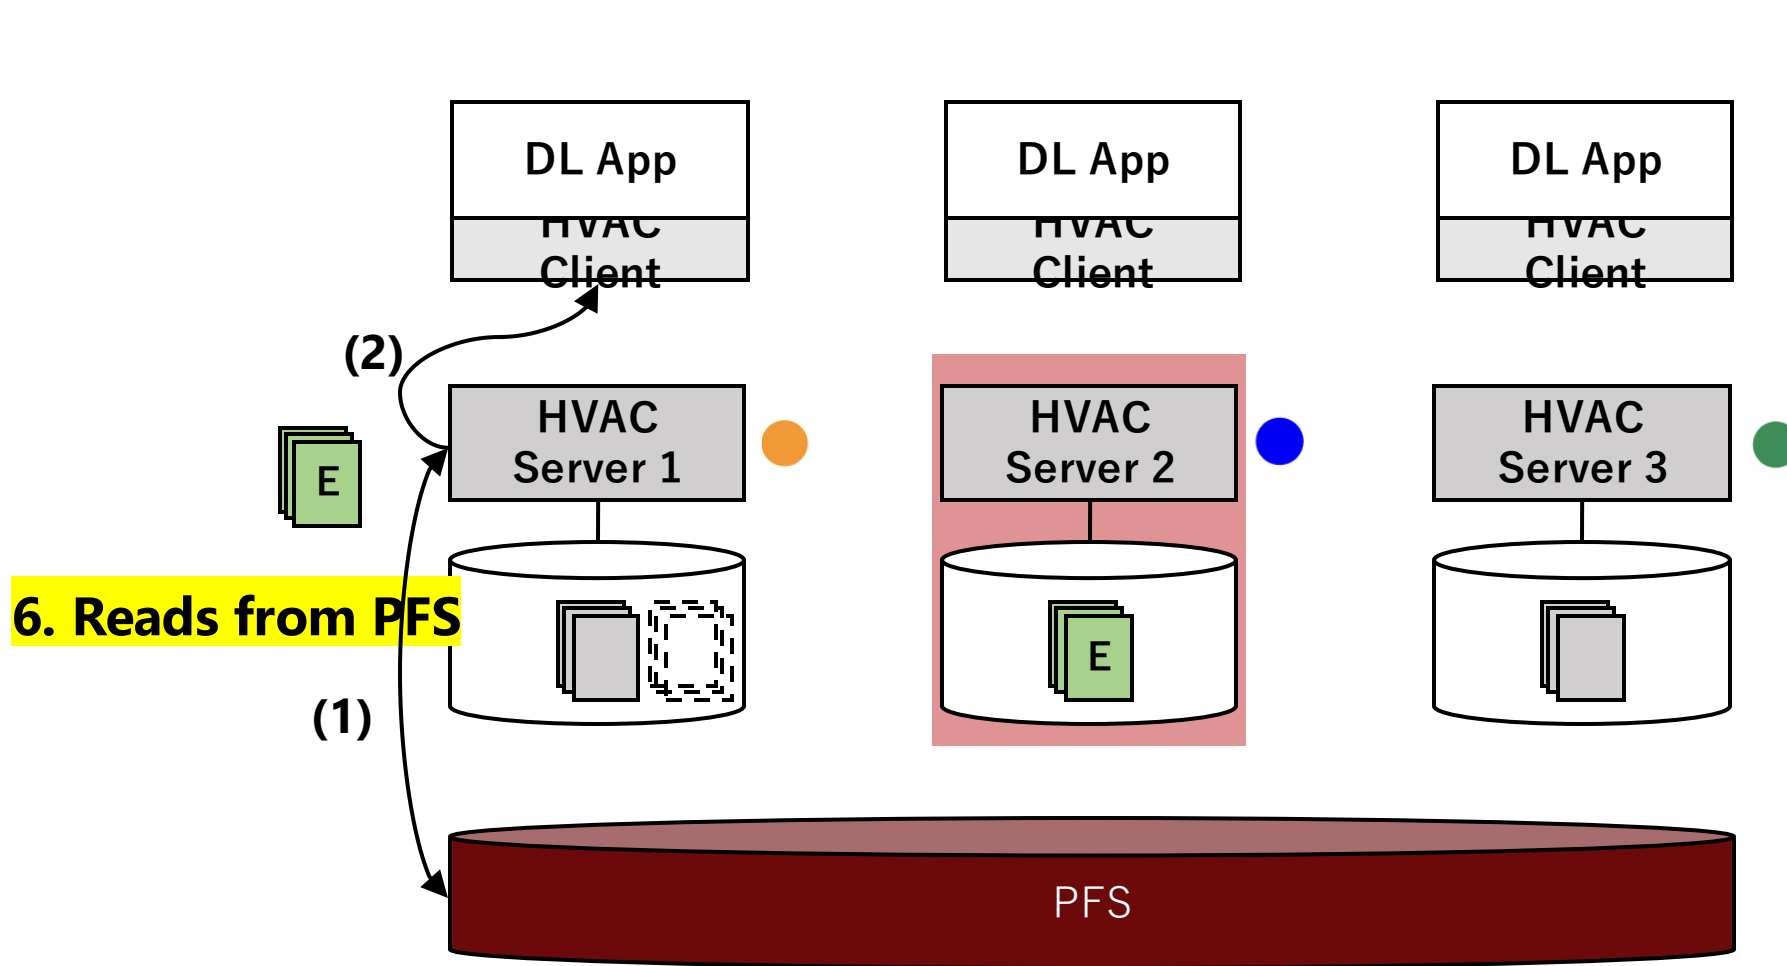 DL App
DL App
DL App
HVAC
Client
HVAC
Client
HVAC
Client
(2)
HVAC
Server 1
HVAC
Server 2
HVAC
Server 3
E
6. Reads from PFS
E
(1)
PFS